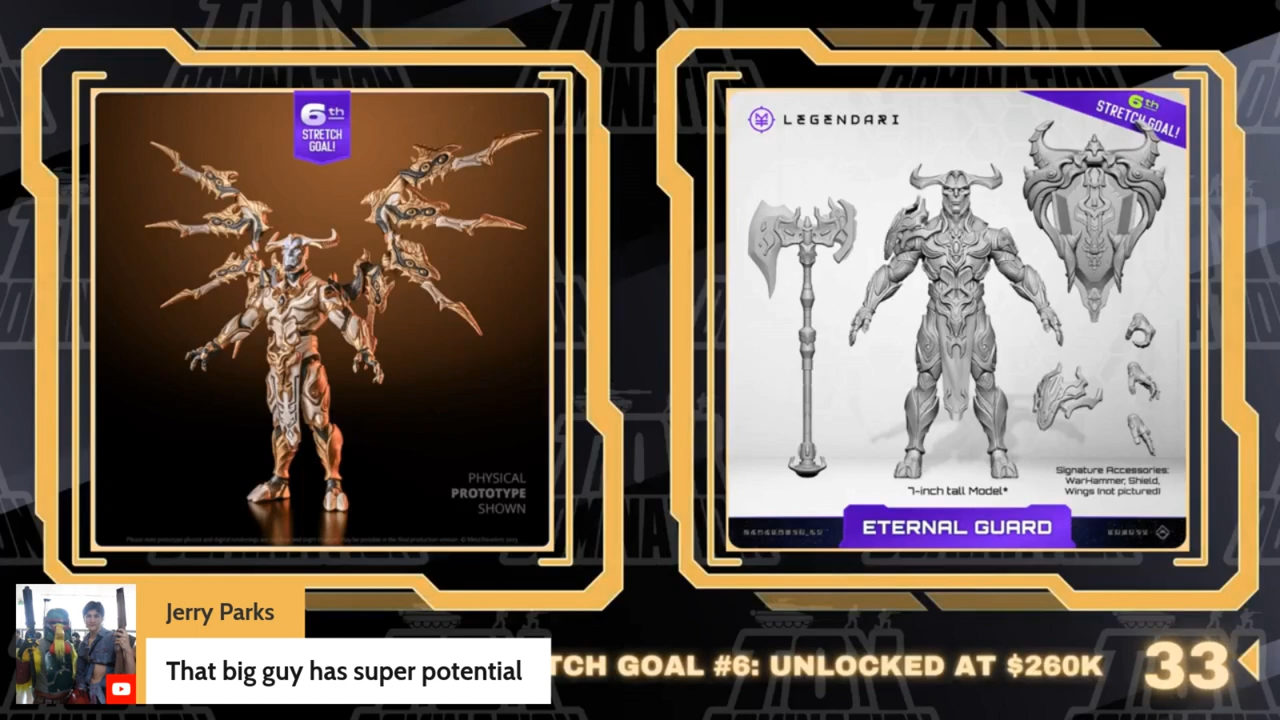 6th
STRETCH
GOAL!
PHYSICAL
PROTOTYPE
SHOWN
LEGENDARI
6th
STRETCH GOAL!
7-inch tall Model*
Signature Accessories:
WarHammer, Shield,
Wings (not pictured)
ETERNAL GUARD
Jerry Parks
That big guy has super potential
TCH GOAL #6: UNLOCKED AT $260K
33
TOY
DOMINATION